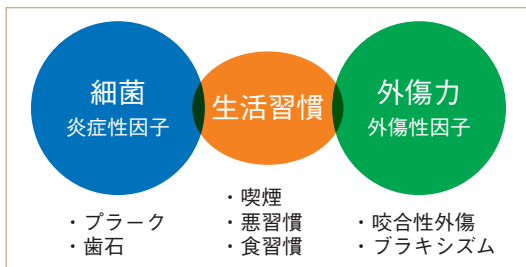 細菌
炎症性因子
生活習慣
外傷力
外傷性因子
・プラーク
・歯石
・喫煙
・悪習慣
・食習慣
・咬合性外傷
・ブラキシズム